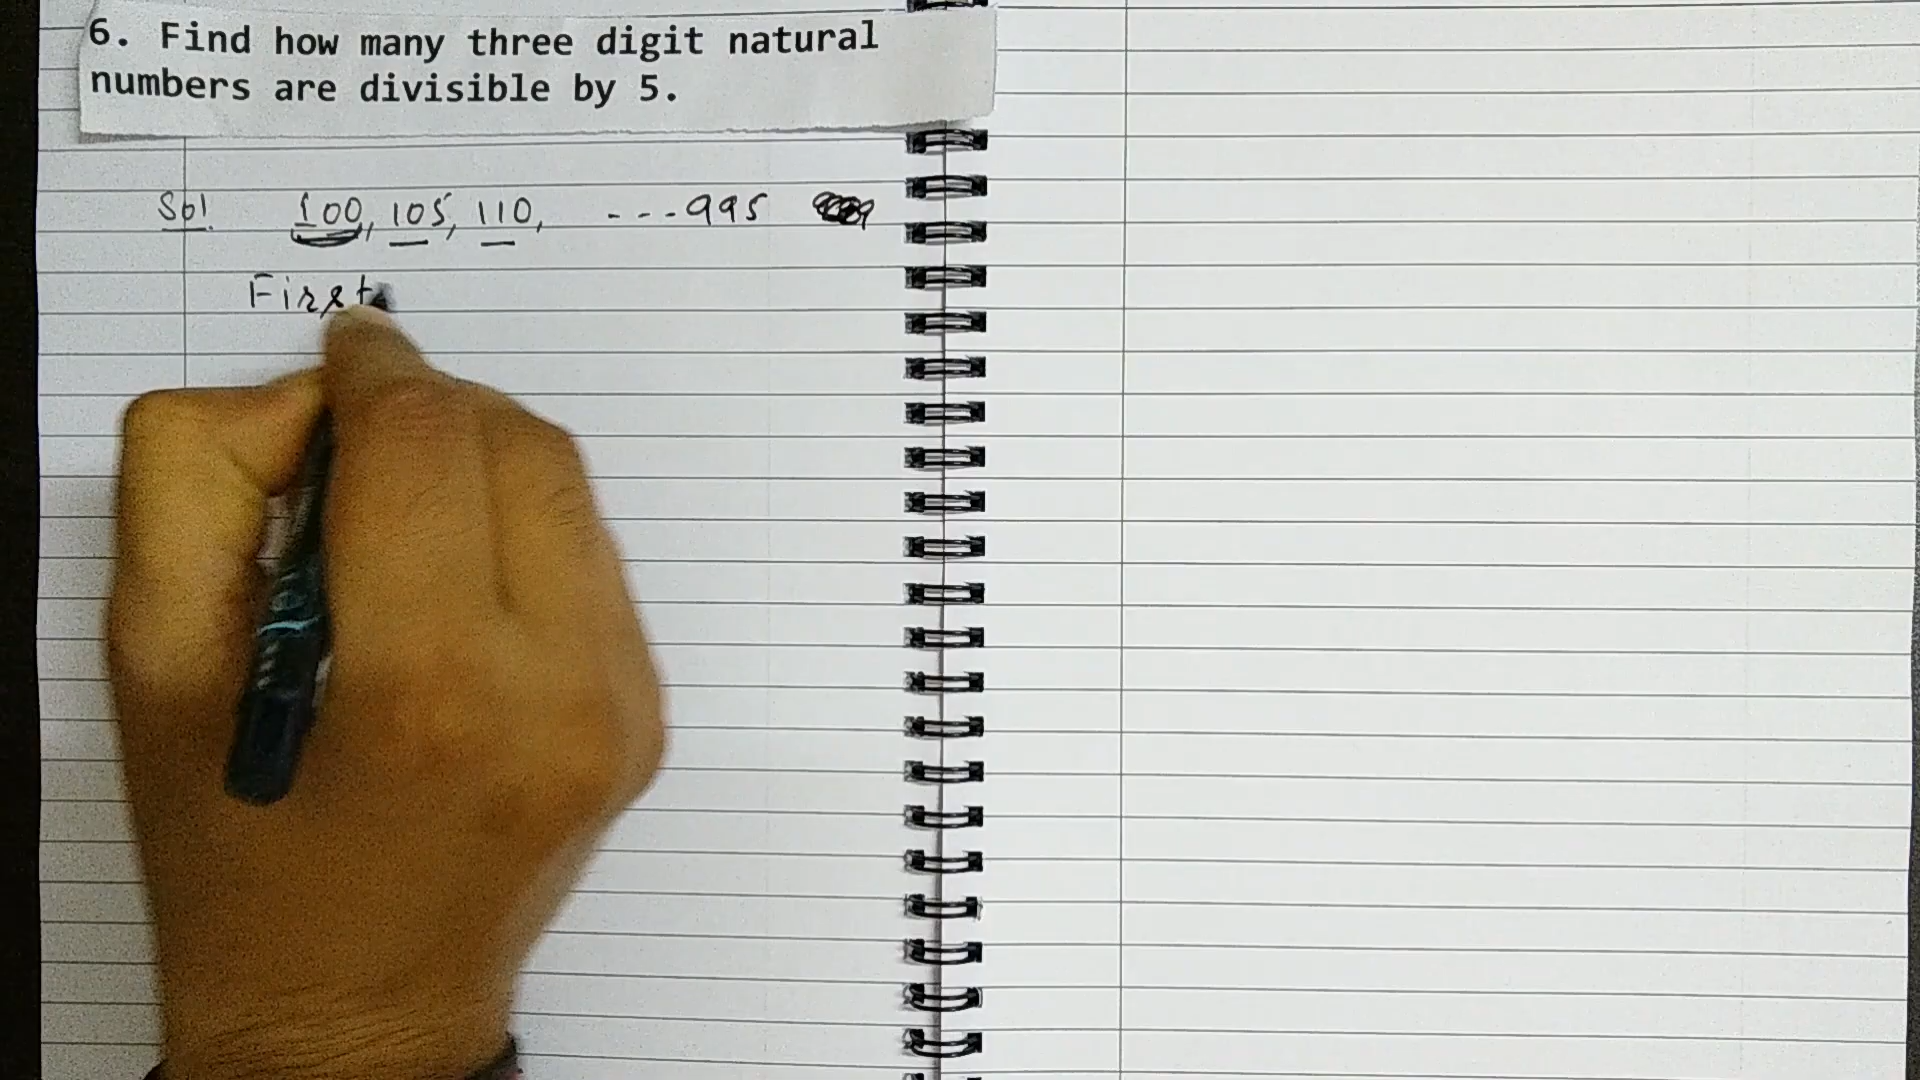 6. Find how many three digit natural
numbers are divisible by 5.
Sol. 100, 105, 110, ---995
First